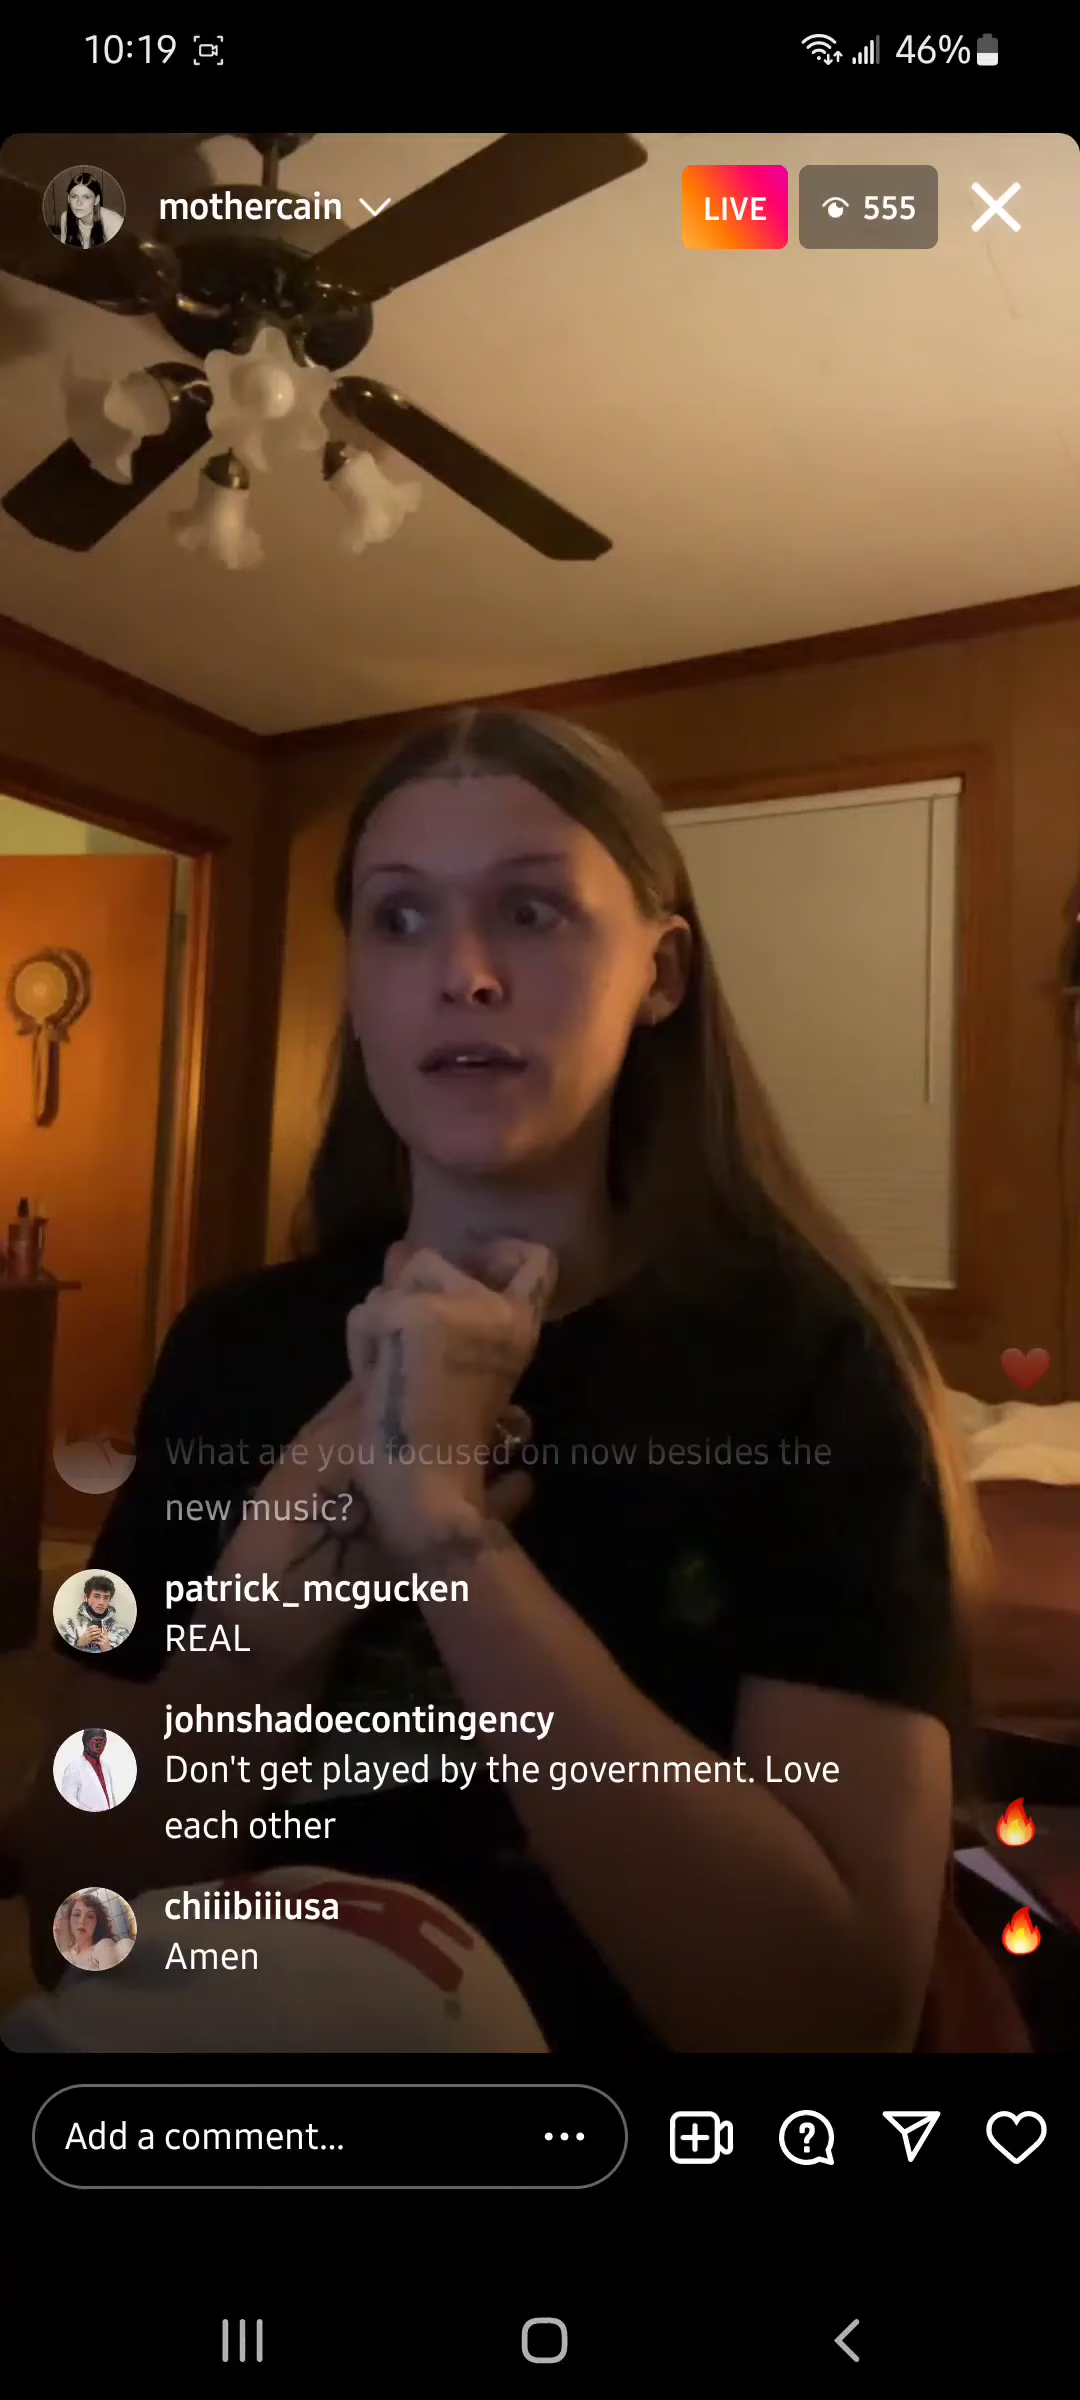 10:19
46%
mothercain
LIVE
555
What are you focused on now besides the
new music?
patrick_mcgucken
REAL
johnshadoecontingency
Don't get played by the government. Love
each other
chiiibiiiusa
Amen
Add a comment...